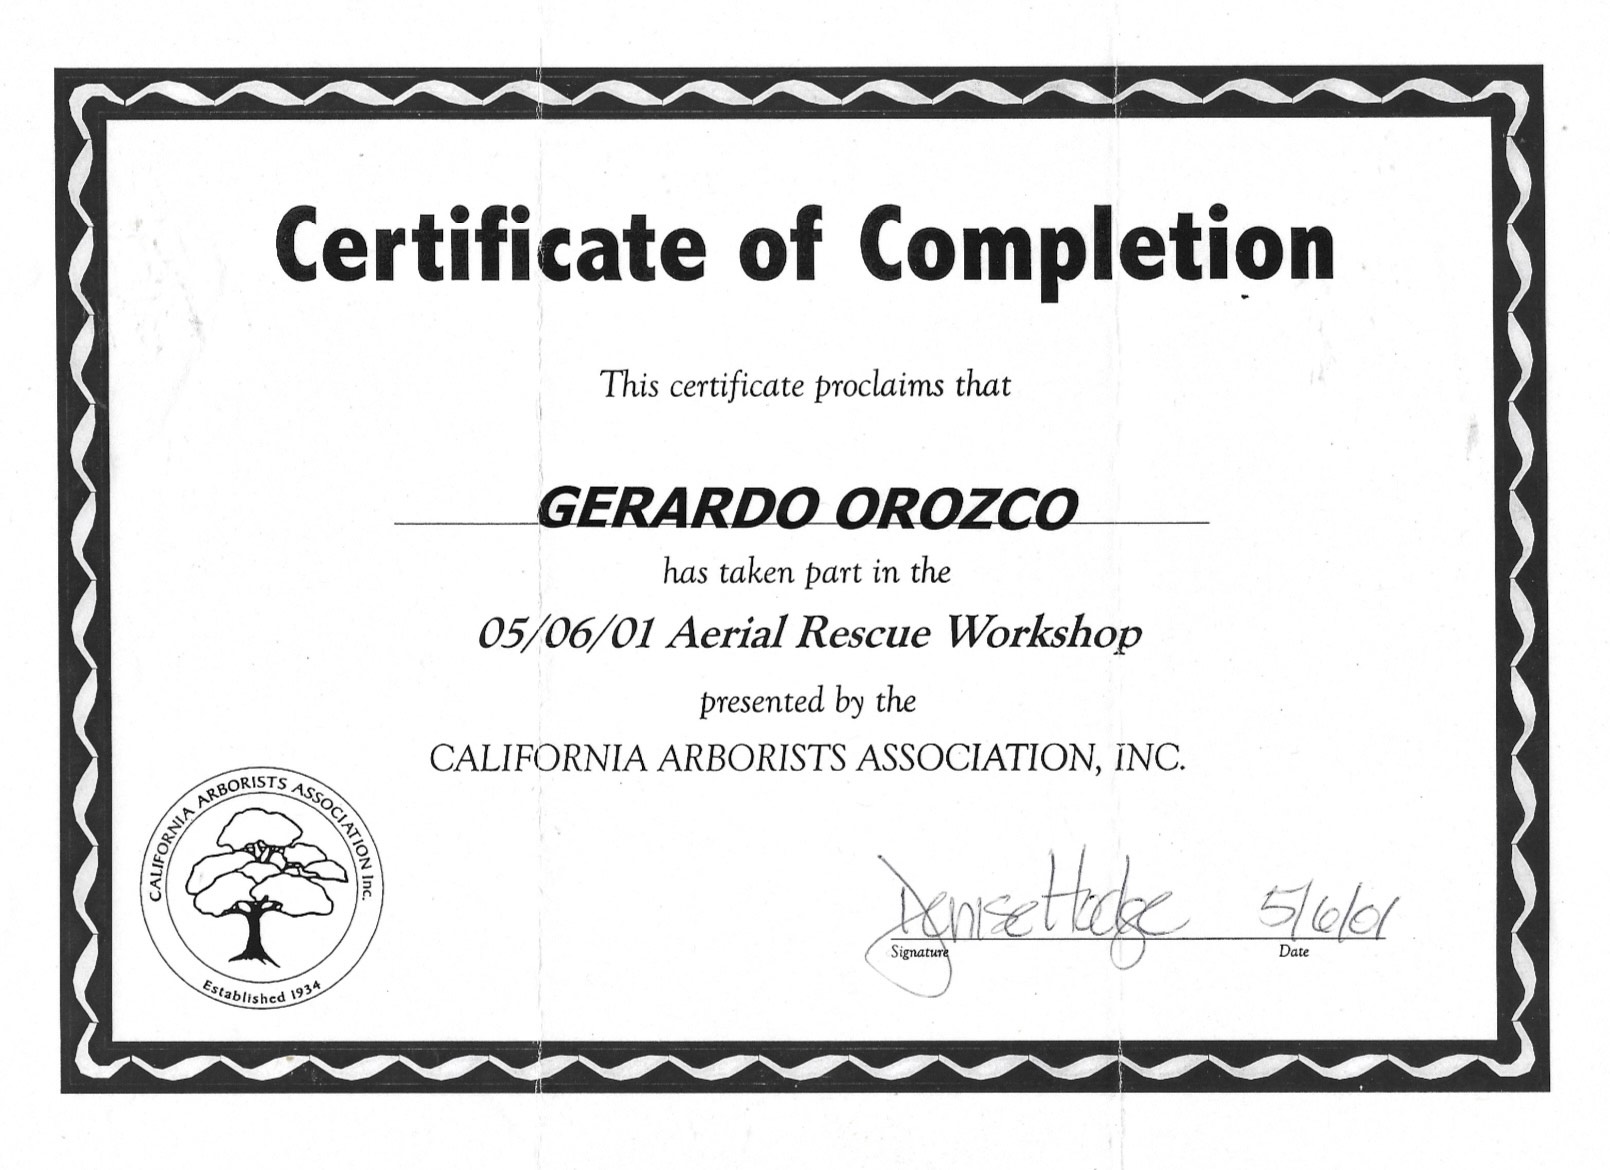 Certificate of Completion
This certificate proclaims that
GERARDO OROZCO
has taken part in the
05/06/01 Aerial Rescue Workshop
presented by the
CALIFORNIA ARBORISTS ASSOCIATION, INC.
CALIFORNIA ARBORISTS ASSOCIATION Inc.
Established 1934
Denise Hodge 5/6/01
Signature Date